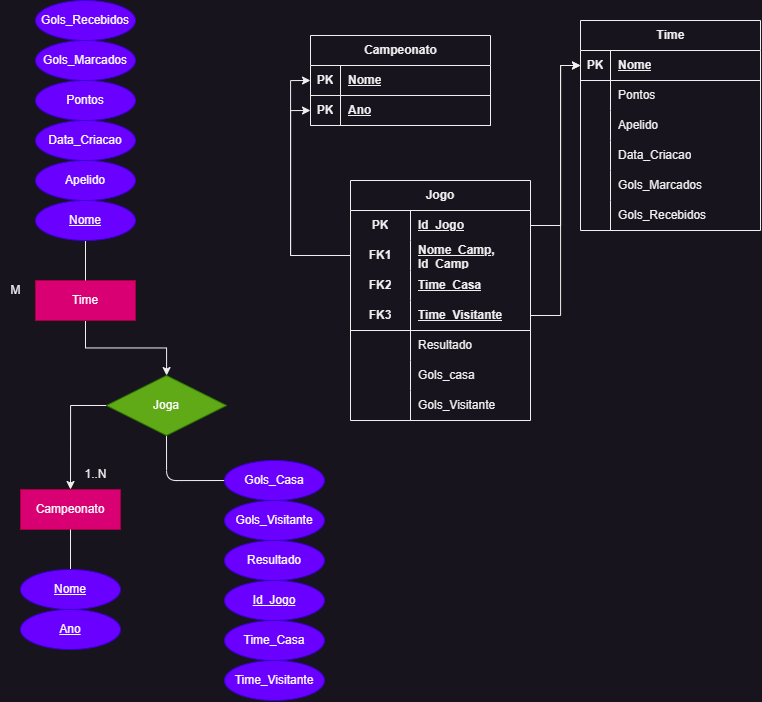 Gols_Recebidos
Gols_Marcados
Pontos
Data_Criacao
Apelido
Nome
M
Time
Joga
1..N
Campeonato
Nome
Ano
Gols_Casa
Gols_Visitante
Resultado
Id_Jogo
Time_Casa
Time_Visitante
Campeonato
PK Nome
PK Ano
Jogo
PK Id_Jogo
FK1 Nome_Camp,
Id_Camp
FK2 Time_Casa
FK3 Time_Visitante
Resultado
Gols_casa
Gols_Visitante
Time
PK Nome
Pontos
Apelido
Data_Criacao
Gols_Marcados
Gols_Recebidos